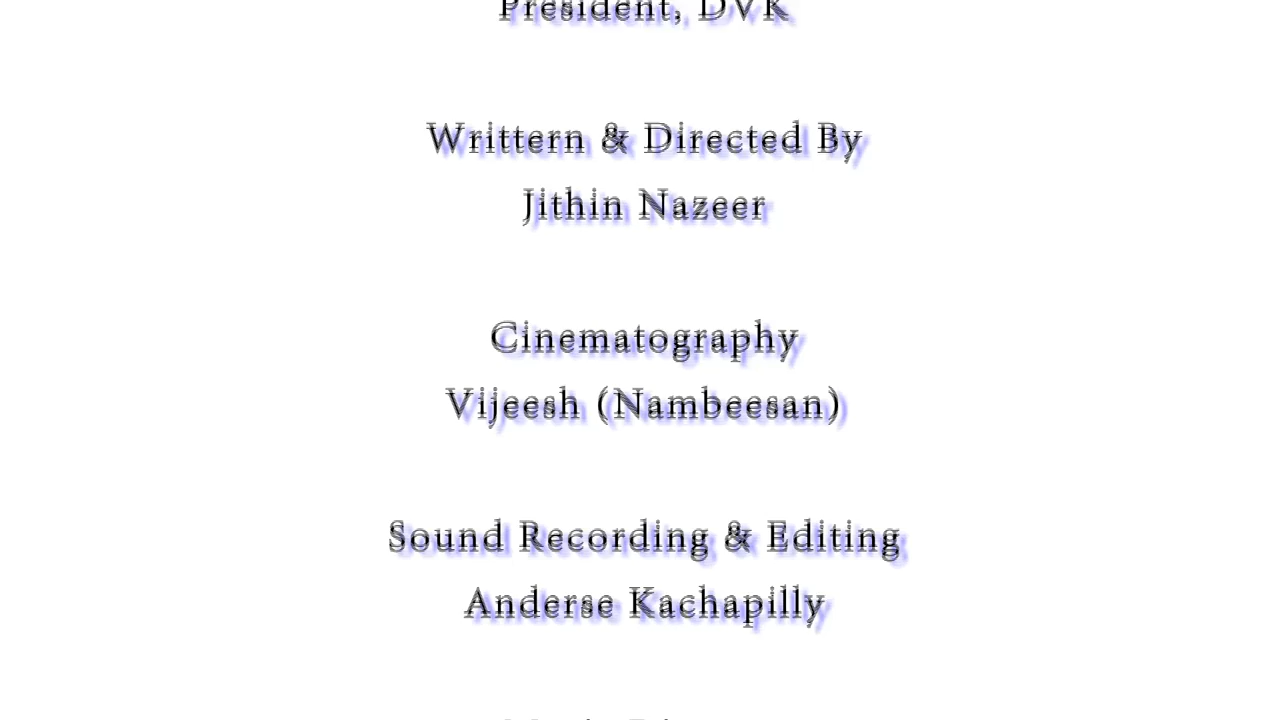 President, DVK
Writtern & Directed By
Jithin Nazeer
Cinematography
Vijeesh (Nambeesan)
Sound Recording & Editing
Anderse Kachapilly